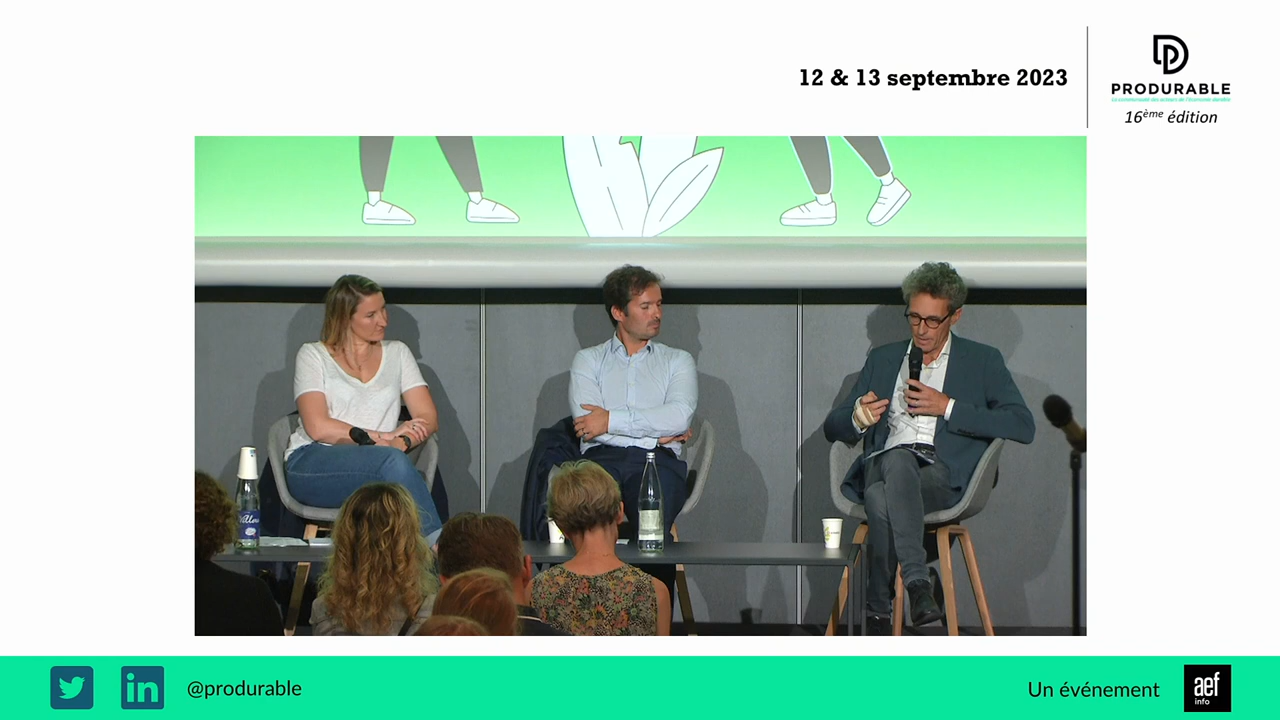 12 & 13 septembre 2023
PRODURABLE
16ème édition
@produrable
Un événement
aef
info